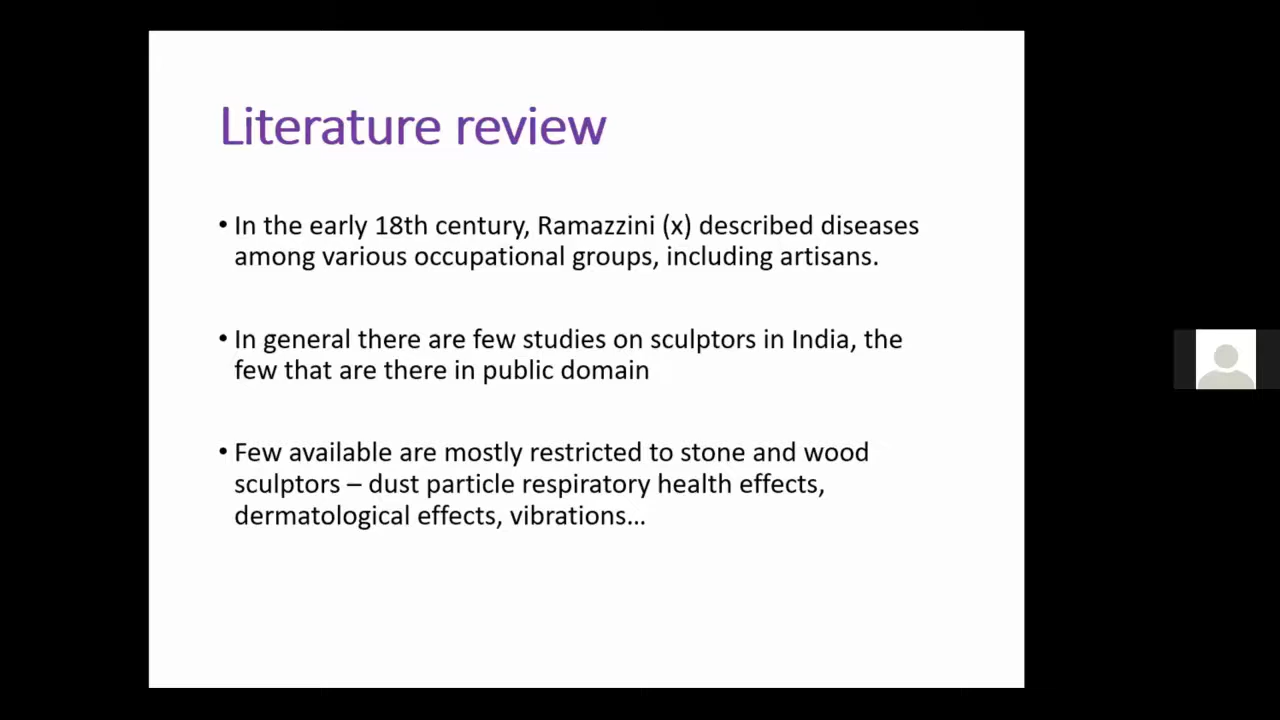 Literature review
• In the early 18th century, Ramazzini (x) described diseases
among various occupational groups, including artisans.
• In general there are few studies on sculptors in India, the
few that are there in public domain
• Few available are mostly restricted to stone and wood
sculptors – dust particle respiratory health effects,
dermatological effects, vibrations...